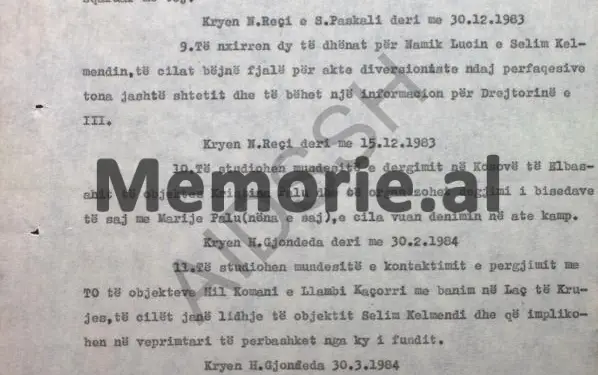 Kryen N.Reçi e S.Paskali deri me 30.12.1983
9.Të nxirren dy të dhënat për Namik Lucin e Selim Kel-
mendin,të cilat bëjnë fjalë për akte diversioniste ndaj perfaqesive
tona jashtë shtetit dhe të bëhet një informacion për Drejtorinë e
III.
Kryen N.Reçi deri me 15.12.1983
10.Të studiohen mundesitë e dergimit në Kosovë të Elbas-
anit të objektes Kristina Falu dhe të organizohet degjimi i bisedave
të saj me Marije Falu(nëna e saj),e cila vuan denimin në ate kamp.
Kryen H.Gjondeda deri me 30.2.1984
11.Të studiohen mundesitë e kontaktimit e pergjimit me
TO të objekteve Hil Komani e Llambi Kaçorri me banim në Laç të Kru-
jes,të cilët janë lidhje të objektit Selim Kelmendi dhe që impliko-
hen në veprimtari të perbashket nga ky i fundit.
Kryen H.Gjondeda 30.3.1984
Memorie.al
AIDSSH